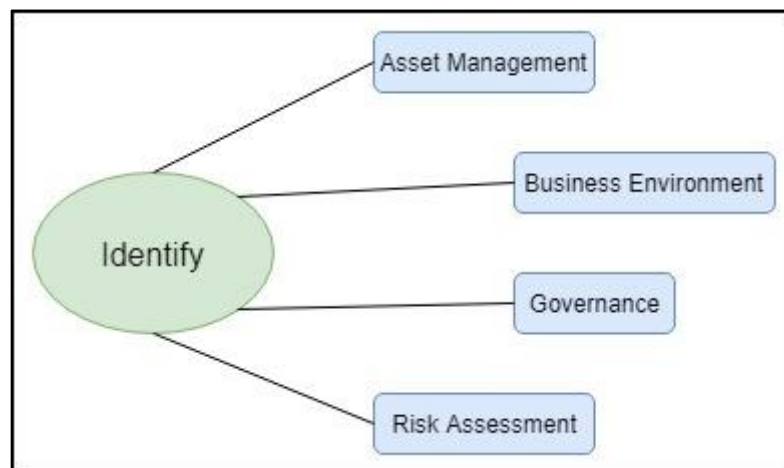 Asset Management
Business Environment
Identify
Governance
Risk Assessment